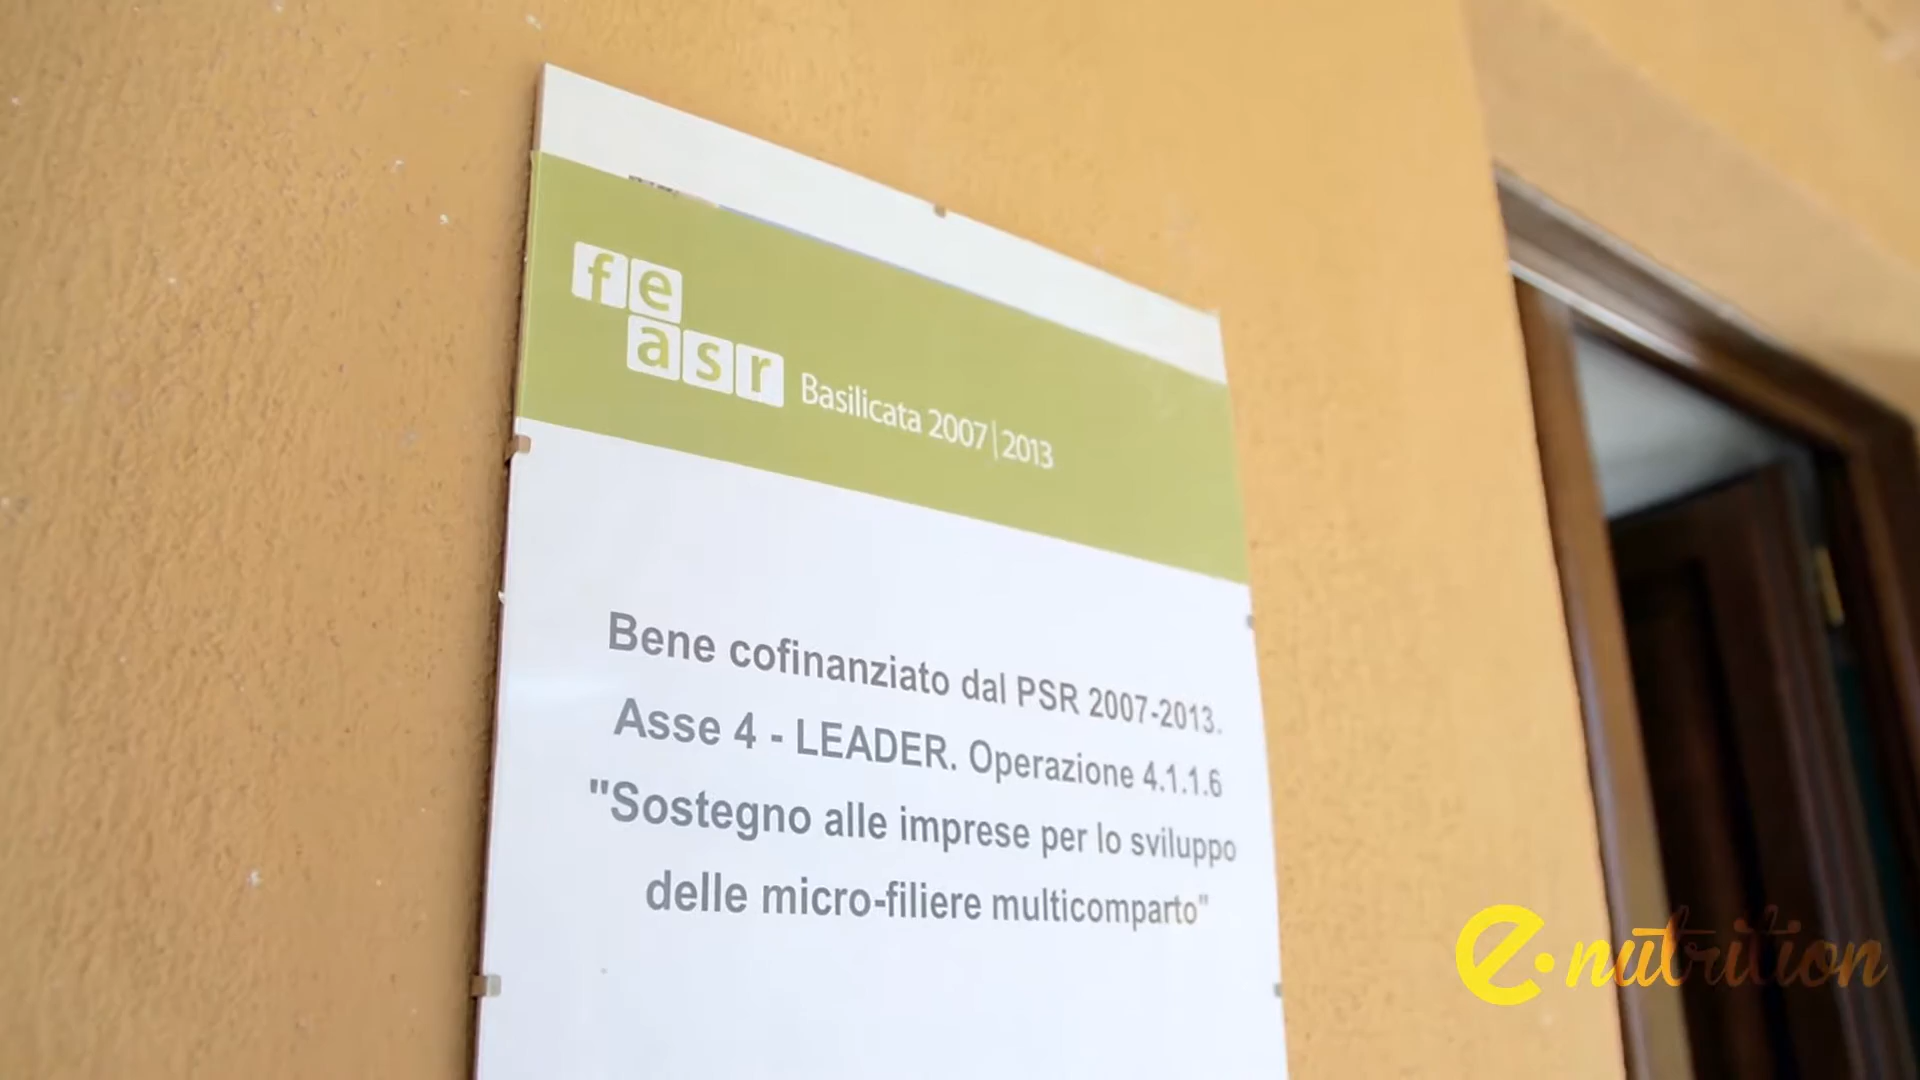 fe
asr Basilicata 2007|2013
Bene cofinanziato dal PSR 2007-2013.
Asse 4 - LEADER. Operazione 4.1.1.6
"Sostegno alle imprese per lo sviluppo
delle micro-filiere multicomparto"
e·nutrition